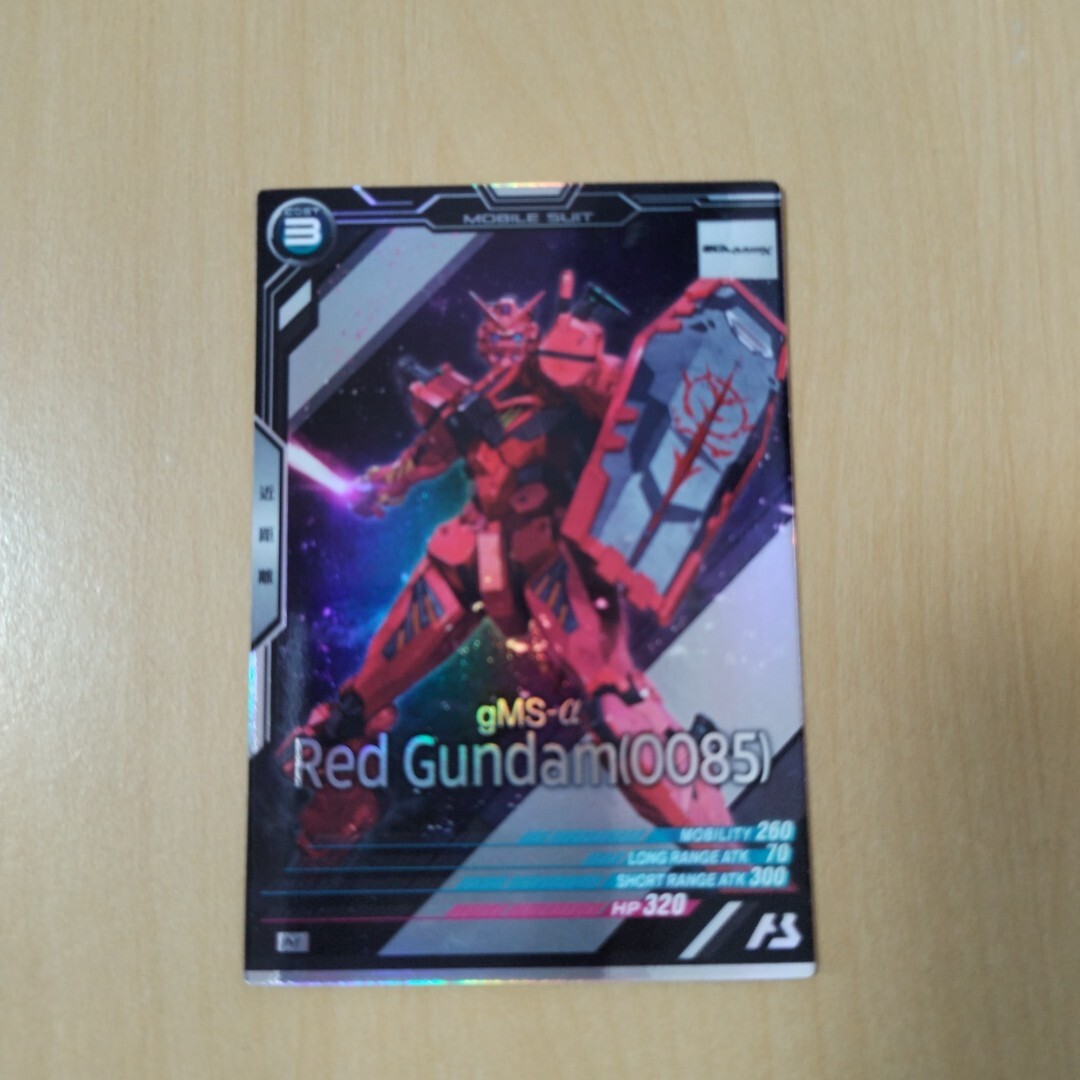 COST
3
MOBILE SUIT
近距離
gMS-α
Red Gundam(0085)
MOBILITY 260
LONG RANGE ATK 70
SHORT RANGE ATK 300
HP 320